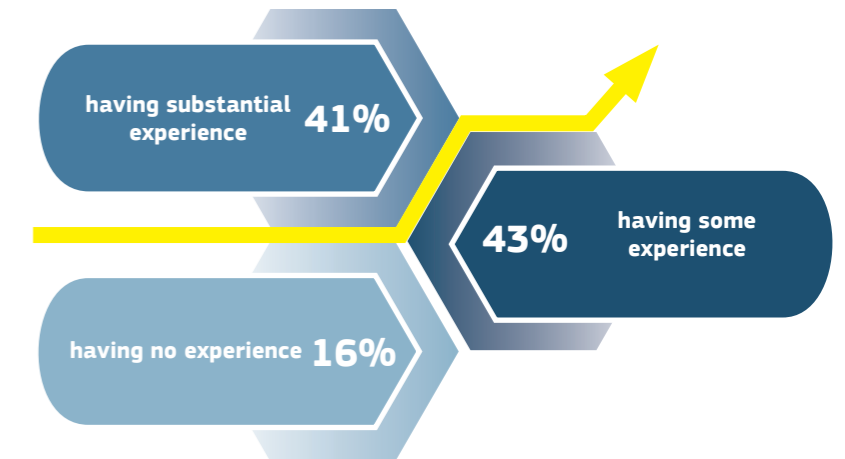 having substantial
experience
41%
43%
having some
experience
having no experience 16%